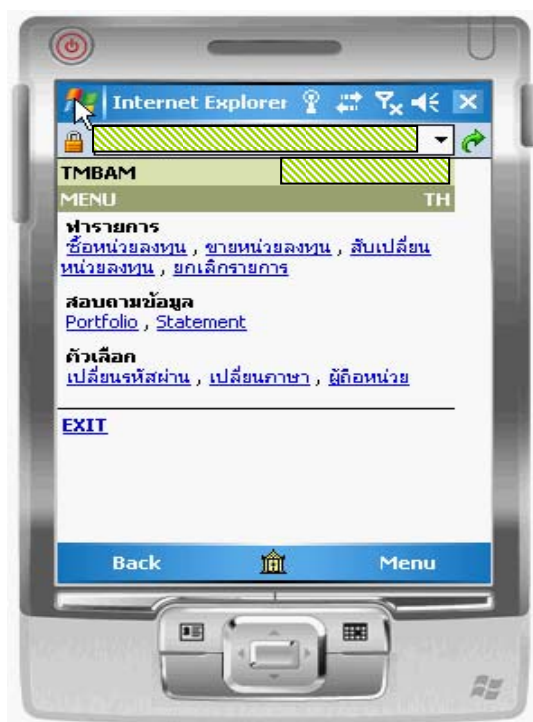 Internet Explorer
TMBAM
MENU TH
ทำรายการ
ซื้อหน่วยลงทุน , ขายหน่วยลงทุน , สับเปลี่ยน
หน่วยลงทุน , ยกเลิกรายการ
สอบถามข้อมูล
Portfolio , Statement
ตัวเลือก
เปลี่ยนรหัสผ่าน , เปลี่ยนภาษา , ผู้ถือหน่วย
EXIT
Back Menu